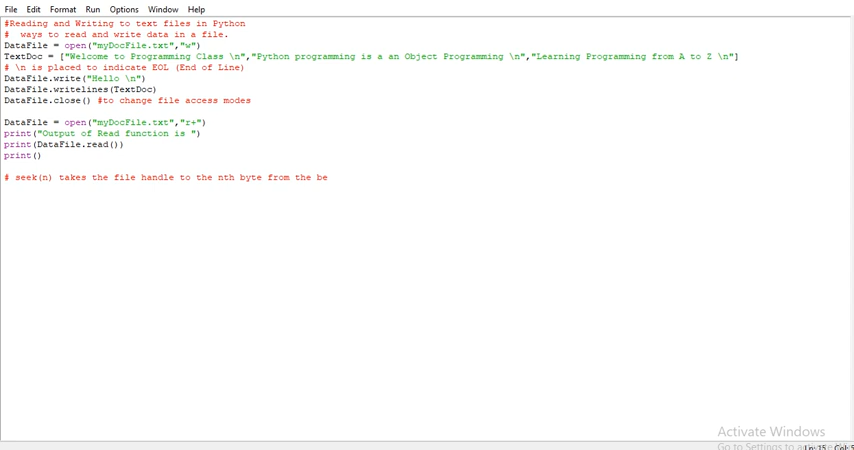 File Edit Format Run Options Window Help
#Reading and Writing to text files in Python
#  ways to read and write data in a file.
DataFile = open("myDocFile.txt","w")
TextDoc = ["Welcome to Programming Class \n","Python programming is a an Object Programming \n","Learning Programming from A to Z \n"]
# \n is placed to indicate EOL (End of Line)
DataFile.write("Hello \n")
DataFile.writelines(TextDoc)
DataFile.close() #to change file access modes
DataFile = open("myDocFile.txt","r+")
print("Output of Read function is ")
print(DataFile.read())
print()
# seek(n) takes the file handle to the nth byte from the be
Activate Windows
Go to Settings to